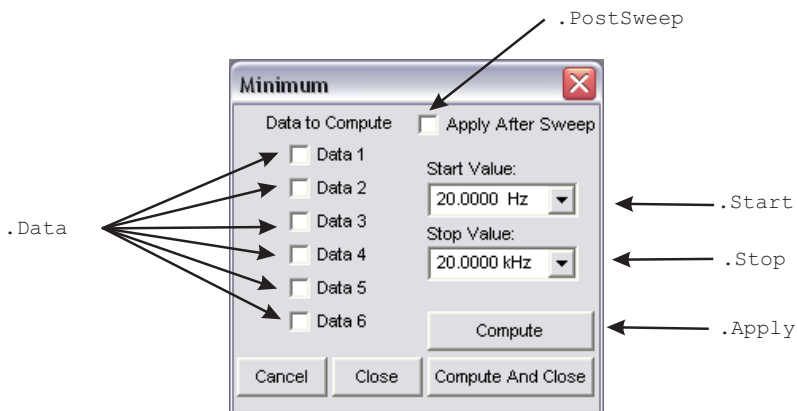 .PostSweep
Minimum
Data to Compute
Apply After Sweep
Data 1
Data 2
Data 3
Data 4
Data 5
Data 6
.Data
Start Value:
20.0000 Hz
.Start
Stop Value:
20.0000 kHz
.Stop
Compute
.Apply
Cancel
Close
Compute And Close